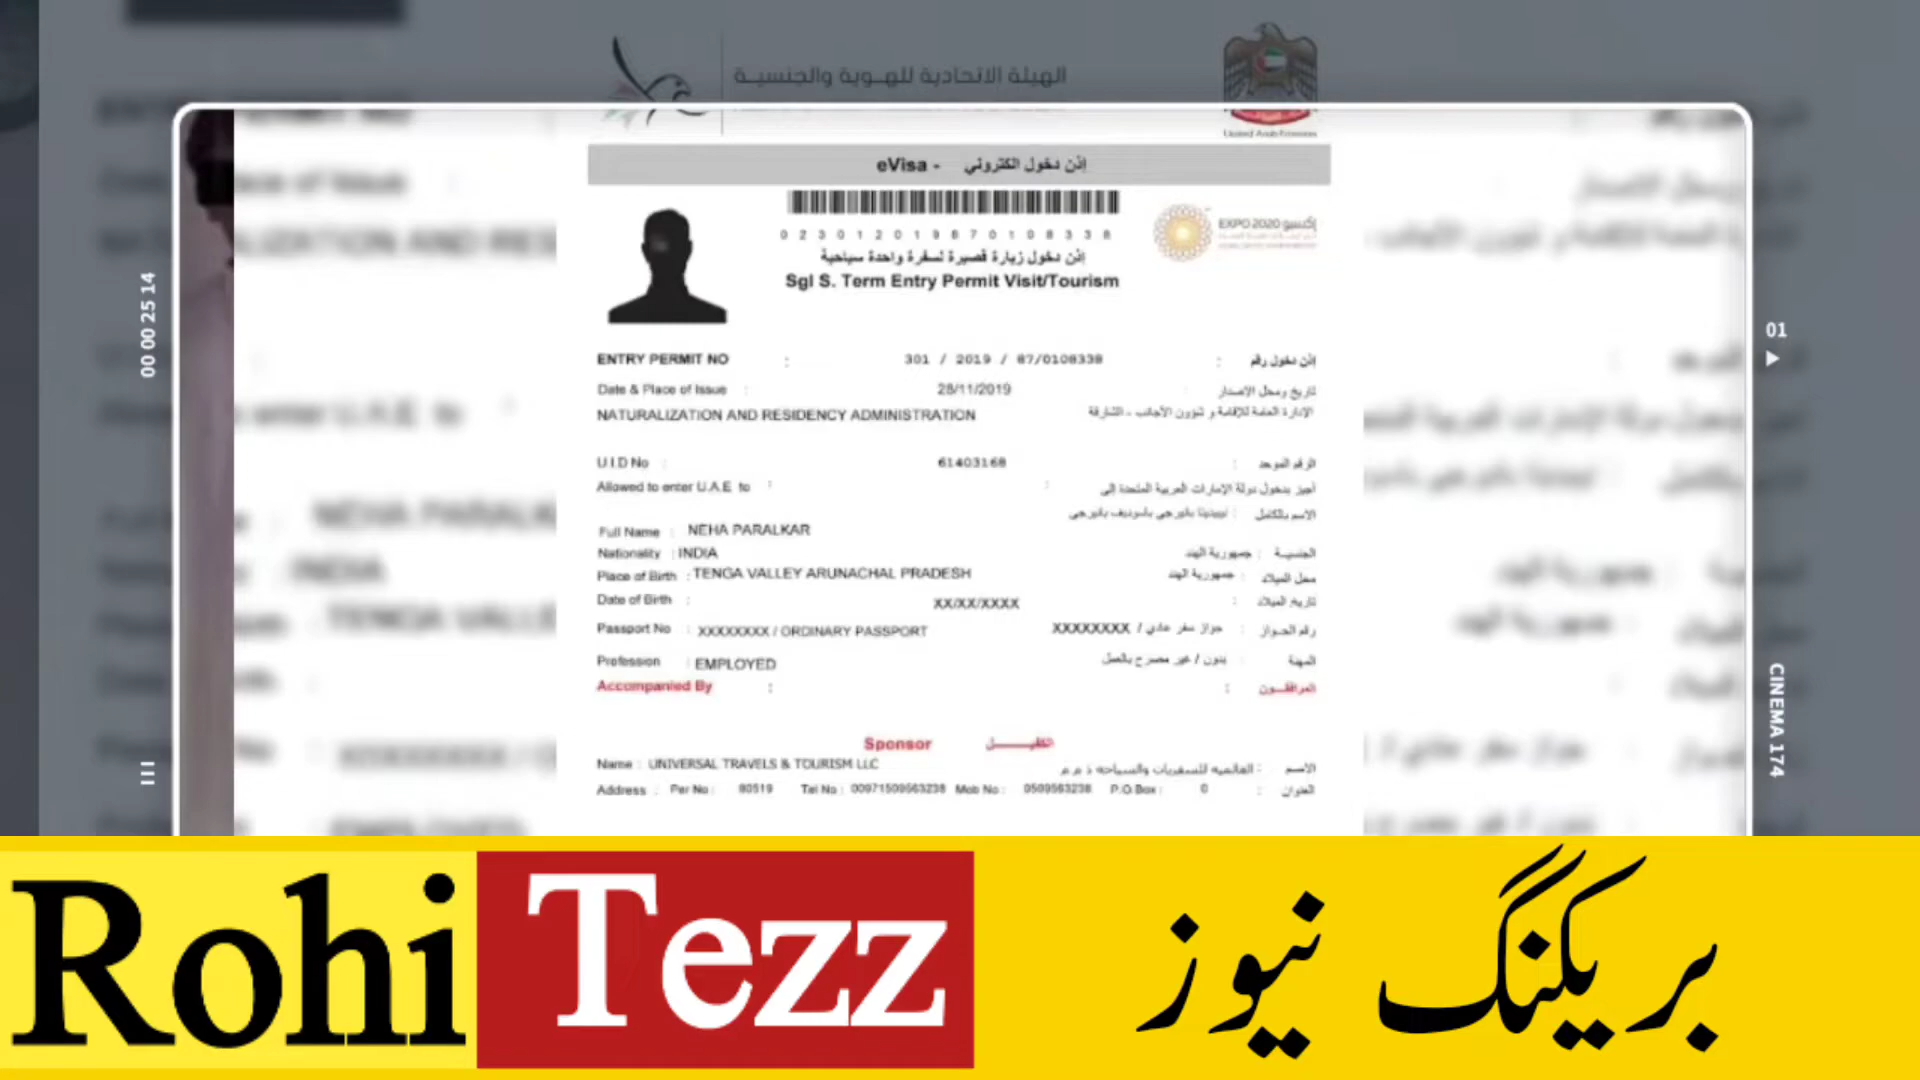 الهيئة الاتحادية للهوية والجنسية
United Arab Emirates
eVisa - إذن دخول الكتروني
0 2 3 0 1 2 0 1 9 8 7 0 1 0 8 3 3 8
EXPO 2020 إكسبو
إذن دخول زيارة قصيرة لسفرة واحدة سياحية
Sgl S. Term Entry Permit Visit/Tourism
ENTRY PERMIT NO : 301 / 2019 / 87/0108338 : إذن دخول رقم
Date & Place of Issue : 28/11/2019 : تاريخ ومحل الاصدار
NATURALIZATION AND RESIDENCY ADMINISTRATION الإدارة العامة للإقامة و شؤون الأجانب - الشارقة
U.I.D No : 61403168 : الرقم الموحد
Allowed to enter U.A.E to : : أجيز بدخول دولة الإمارات العربية المتحدة إلى
الاسم بالكامل :
Full Name : NEHA PARALKAR
Nationality : INDIA الجنسية : جمهورية الهند
Place of Birth : TENGA VALLEY ARUNACHAL PRADESH محل الميلاد : جمهورية الهند
Date of Birth : XX/XX/XXXX : تاريخ الميلاد
Passport No : XXXXXXXX / ORDINARY PASSPORT رقم الجواز : جواز سفر عادي / XXXXXXXX
Profession : EMPLOYED المهنة : بدون / غير مصرح بالعمل
Accompanied By : : المرافقون
Sponsor الكفيل
Name : UNIVERSAL TRAVELS & TOURISM LLC الاسم : العالميه للسفريات والسياحه ذ م م
Address : Per No : 80519 Tel No : 00971509563238 Mob No : 0509563238 P.O.Box : 0 : العنوان
00 00 25 14
01
CINEMA 174
Rohi Tezz بریکنگ نیوز